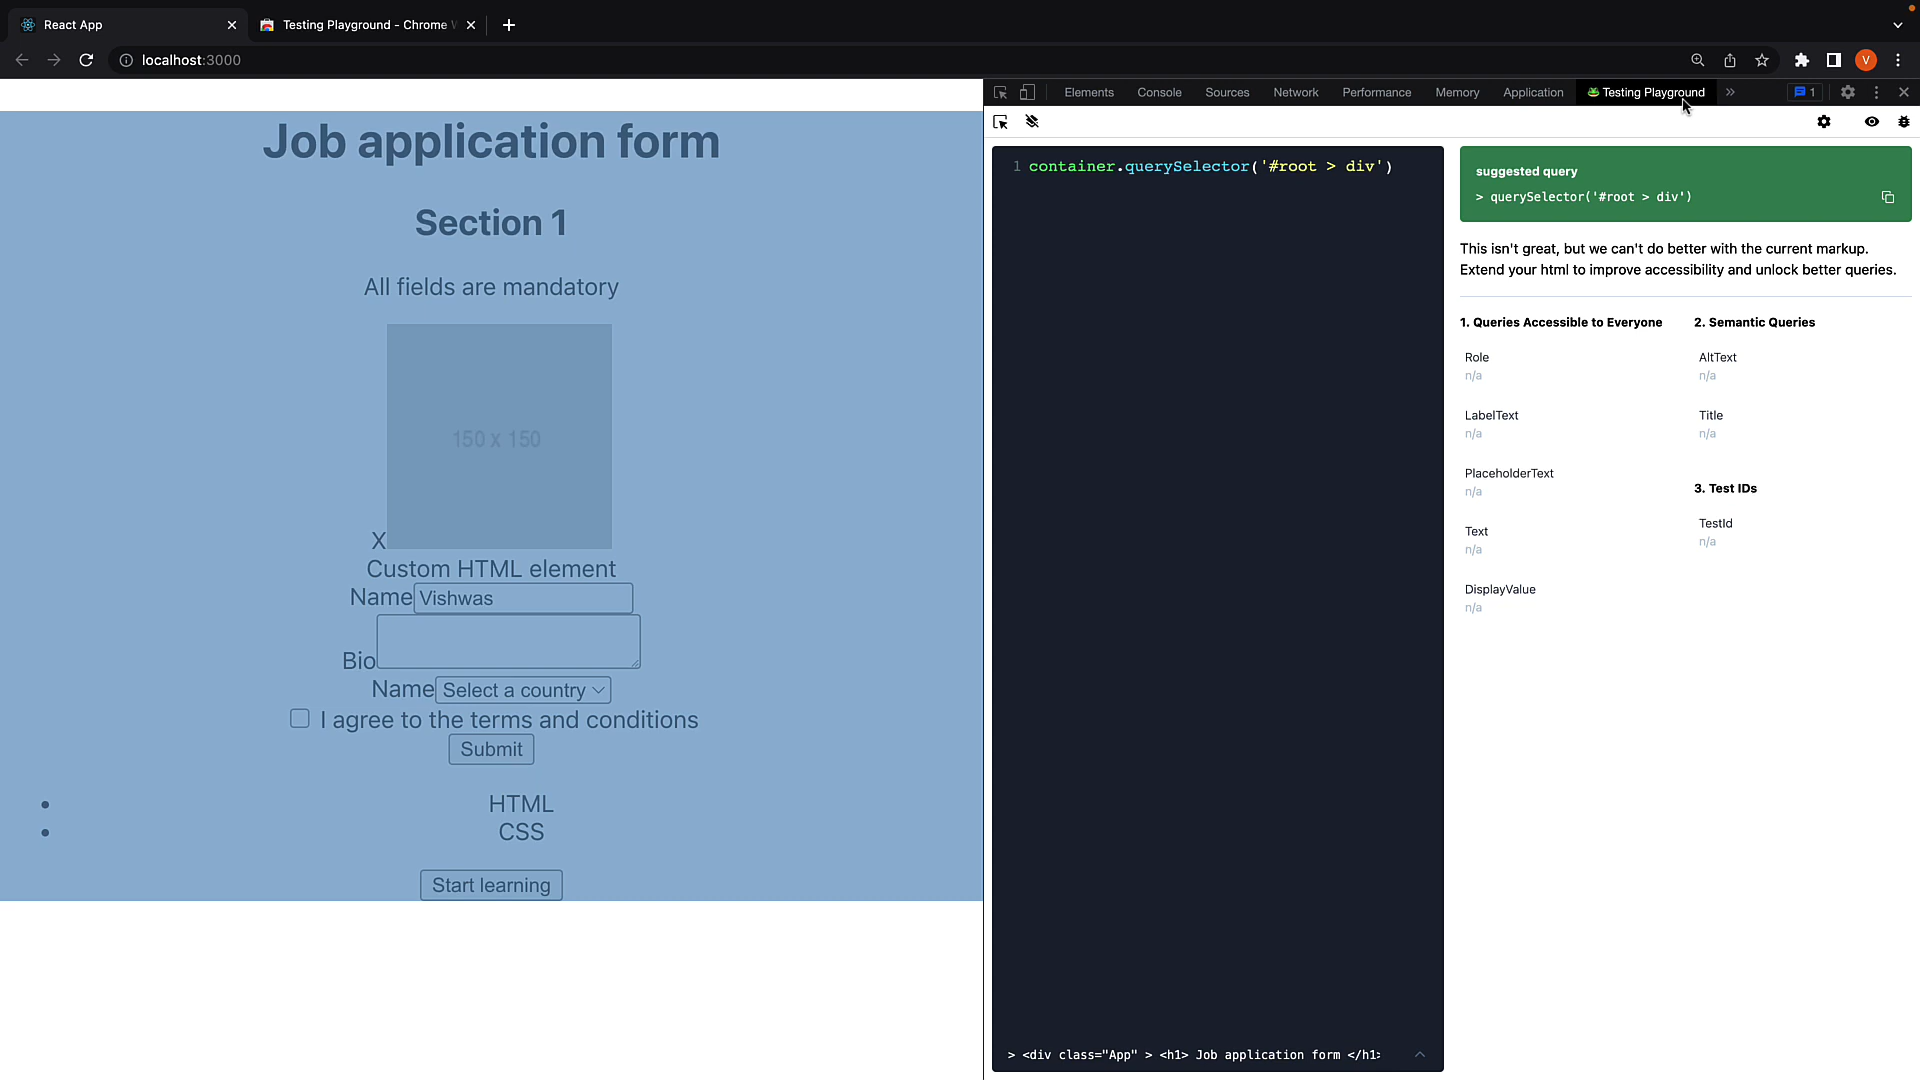 React App
Testing Playground - Chrome
localhost:3000
V
Elements
Console
Sources
Network
Performance
Memory
Application
Testing Playground
1
Job application form
Section 1
All fields are mandatory
150 x 150
X
Custom HTML element
Name
Vishwas
Bio
Name
Select a country
I agree to the terms and conditions
Submit
HTML
CSS
Start learning
1 container.querySelector('#root > div')
> <div class="App" > <h1> Job application form </h1>
suggested query
> querySelector('#root > div')
This isn't great, but we can't do better with the current markup.
Extend your html to improve accessibility and unlock better queries.
1. Queries Accessible to Everyone
Role
n/a
LabelText
n/a
PlaceholderText
n/a
Text
n/a
DisplayValue
n/a
2. Semantic Queries
AltText
n/a
Title
n/a
3. Test IDs
TestId
n/a